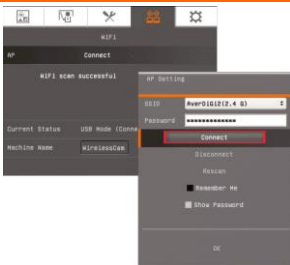 WiFi
AP Connect
WiFi scan successful
Current Status USB Mode (Conne
Machine Name WirelessCam
AP Setting
SSID AverDIGI2(2.4 G)
Password *************
Connect
Disconnect
Rescan
Remember Me
Show Password
OK